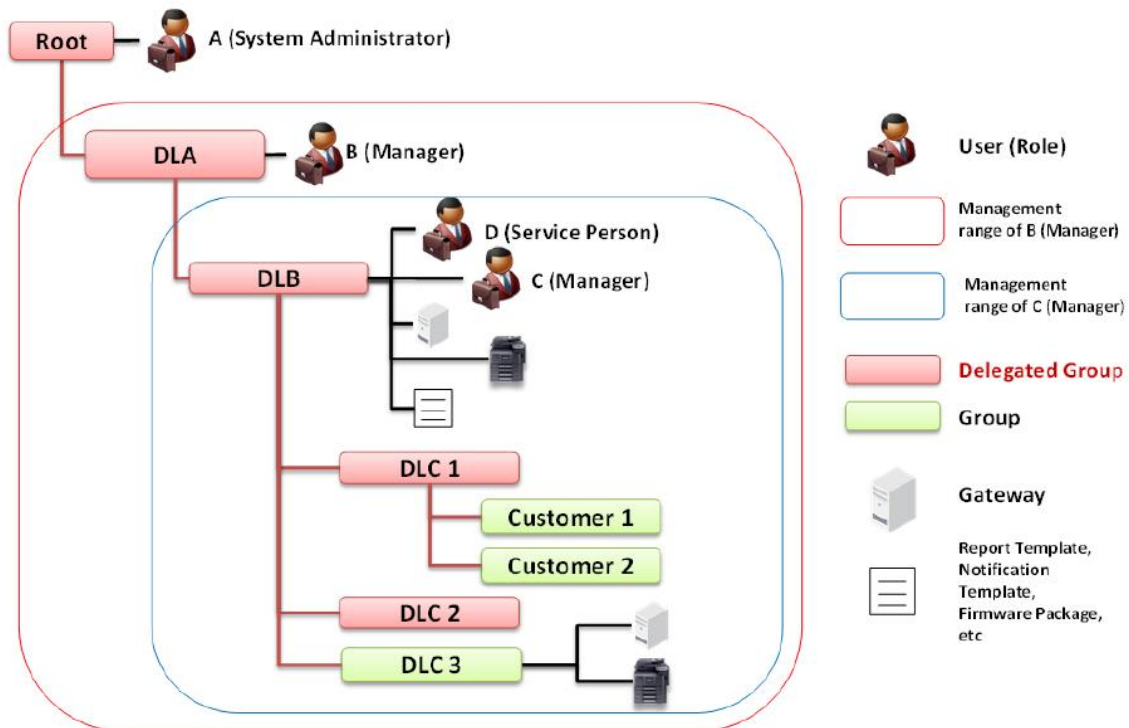 Root
A (System Administrator)
DLA
B (Manager)
D (Service Person)
DLB
C (Manager)
DLC 1
Customer 1
Customer 2
DLC 2
DLC 3
User (Role)
Management
range of B (Manager)
Management
range of C (Manager)
Delegated Group
Group
Gateway
Report Template,
Notification
Template,
Firmware Package,
etc